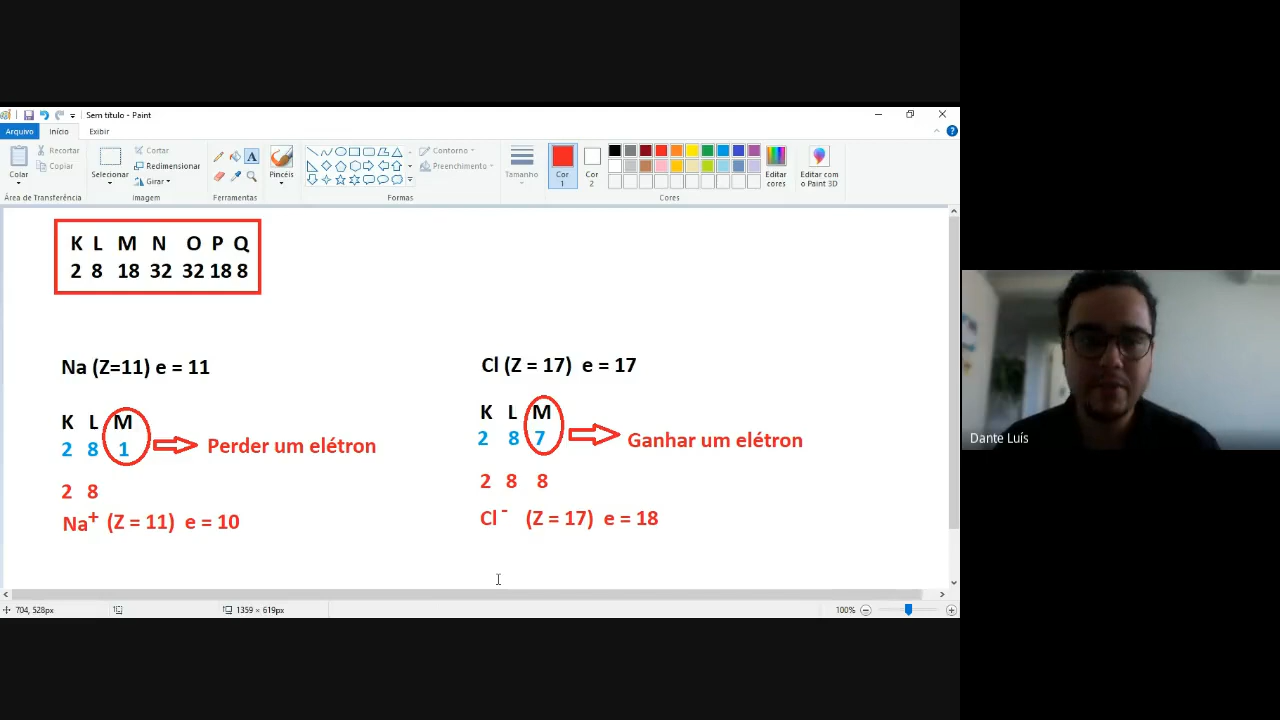 Sem título - Paint
Arquivo Início Exibir
Colar
Recortar
Copiar
Área de Transferência
Selecionar
Cortar
Redimensionar
Girar
Imagem
A
Ferramentas
Pincéis
Contorno
Preenchimento
Formas
Tamanho
Cor 1
Cor 2
Cores
Editar cores
Editar com o Paint 3D
K L M N O P Q
2 8 18 32 32 18 8
Na (Z=11) e = 11
K L M
2 8 1
Perder um elétron
2 8
Na⁺ (Z = 11) e = 10
Cl (Z = 17) e = 17
K L M
2 8 7
Ganhar um elétron
2 8 8
Cl⁻ (Z = 17) e = 18
704, 528px
1359 × 619px
100%
Dante Luís